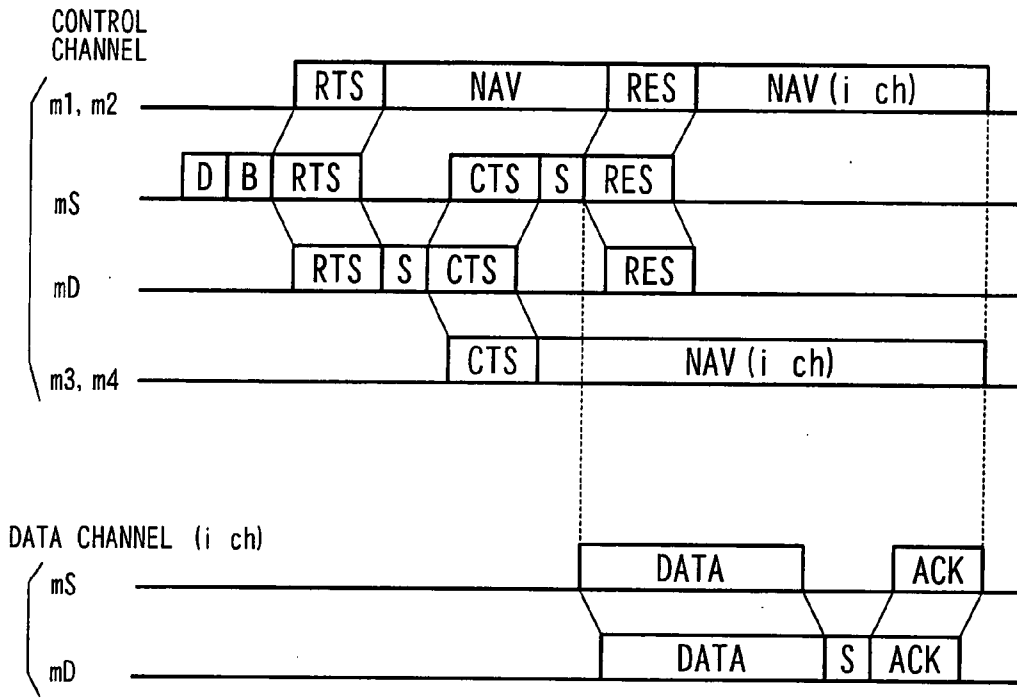 CONTROL
CHANNEL
m1, m2 RTS NAV RES NAV (i ch)
mS D B RTS CTS S RES
mD RTS S CTS RES
m3, m4 CTS NAV (i ch)
DATA CHANNEL (i ch)
mS DATA ACK
mD DATA S ACK